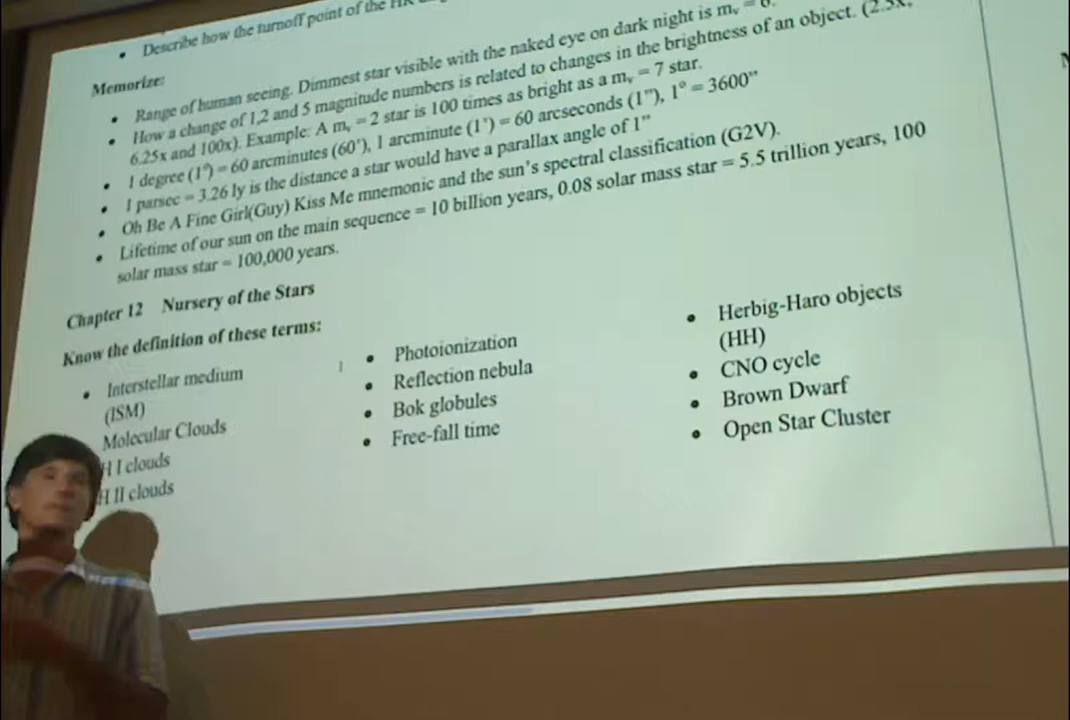 • Describe how the turnoff point of the HR
Memorize:
• Range of human seeing. Dimmest star visible with the naked eye on dark night is mv = 6.
• How a change of 1,2 and 5 magnitude numbers is related to changes in the brightness of an object. (2.5x,
6.25x and 100x). Example: A mv = 2 star is 100 times as bright as a mv = 7 star.
• 1 degree (1°) = 60 arcminutes (60'), 1 arcminute (1') = 60 arcseconds (1"), 1° = 3600"
• 1 parsec = 3.26 ly is the distance a star would have a parallax angle of 1"
• Oh Be A Fine Girl(Guy) Kiss Me mnemonic and the sun's spectral classification (G2V).
• Lifetime of our sun on the main sequence = 10 billion years, 0.08 solar mass star = 5.5 trillion years, 100
solar mass star = 100,000 years.
Chapter 12 Nursery of the Stars
Know the definition of these terms:
• Interstellar medium
(ISM)
Molecular Clouds
H I clouds
H II clouds
• Photoionization
• Reflection nebula
• Bok globules
• Free-fall time
• Herbig-Haro objects
(HH)
• CNO cycle
• Brown Dwarf
• Open Star Cluster